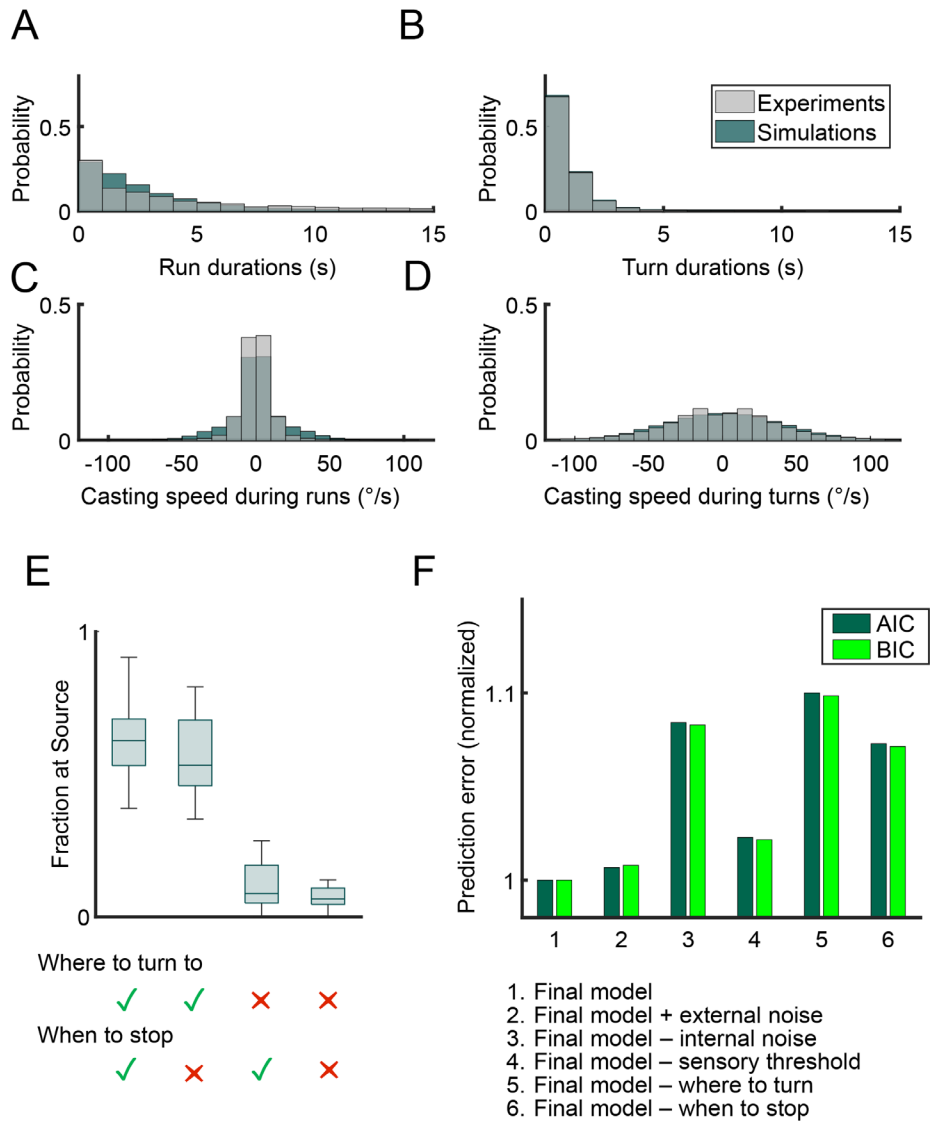 A
Probability
0.5
0
0
5
10
15
Run durations (s)
B
Probability
0.5
0
0
5
10
15
Turn durations (s)
Experiments
Simulations
C
Probability
0.5
0
-100
-50
0
50
100
Casting speed during runs (°/s)
D
Probability
0.5
0
-100
-50
0
50
100
Casting speed during turns (°/s)
E
Fraction at Source
1
0
Where to turn to
✓ ✓ ✕ ✕
When to stop
✓ ✕ ✓ ✕
F
Prediction error (normalized)
1.1
1
AIC
BIC
1 2 3 4 5 6
1. Final model
2. Final model + external noise
3. Final model – internal noise
4. Final model – sensory threshold
5. Final model – where to turn
6. Final model – when to stop